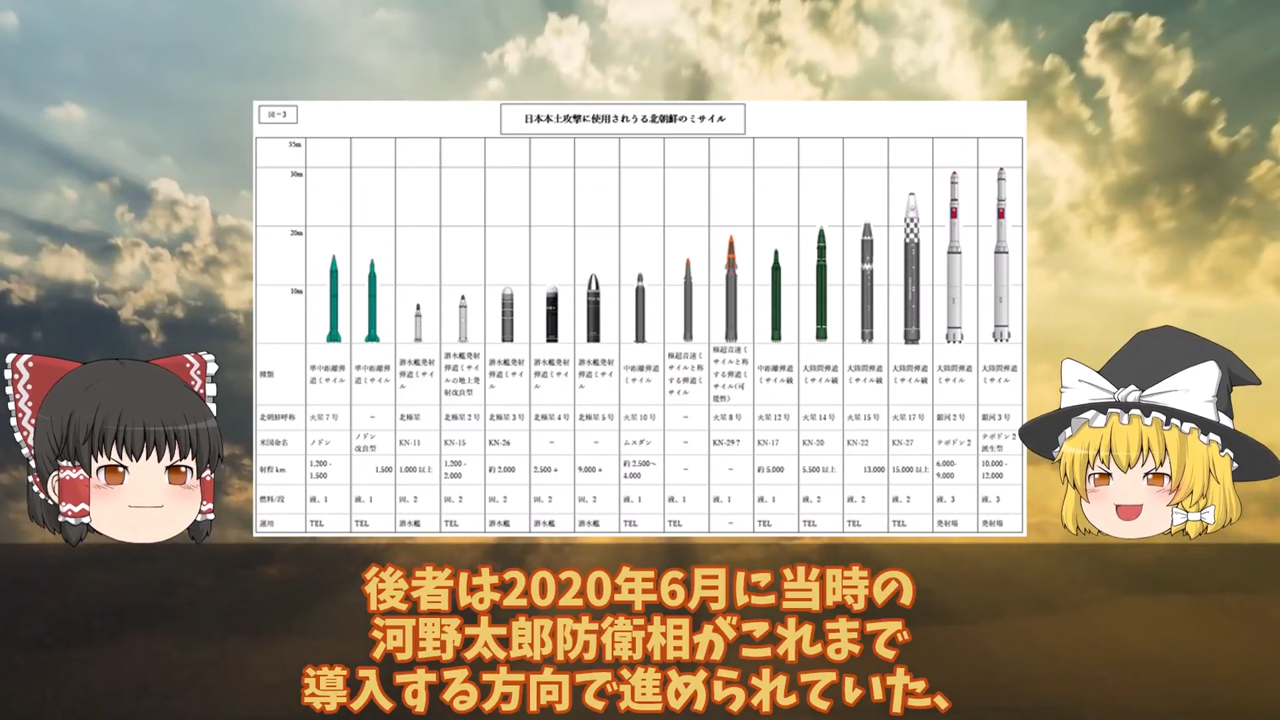 図-3
日本本土攻撃に使用されうる北朝鮮のミサイル
35m
30m
20m
10m
種類 準中距離弾道ミサイル 準中距離弾道ミサイル 潜水艦発射弾道ミサイル 潜水艦発射弾道ミサイルの地上発射改良型 潜水艦発射弾道ミサイル 潜水艦発射弾道ミサイル 潜水艦発射弾道ミサイル 中距離弾道ミサイル 極超音速ミサイルと称する弾道ミサイル 極超音速ミサイルと称する弾道ミサイル(可能性) 中距離弾道ミサイル級 大陸間弾道ミサイル級 大陸間弾道ミサイル級 大陸間弾道ミサイル級 大陸間弾道ミサイル 大陸間弾道ミサイル
北朝鮮呼称 火星7号 － 北極星 北極星2号 北極星3号 北極星4号 北極星5号 火星10号 － 火星8号 火星12号 火星14号 火星15号 火星17号 銀河2号 銀河3号
米国命名 ノドン ノドン改良型 KN-11 KN-15 KN-26 － － ムスダン － KN-29? KN-17 KN-20 KN-22 KN-27 テポドン2 テポドン2派生型
射程km 1,200-1,500 1,500 1,000以上 1,200-2,000 約2,000 2,500+ 9,000+ 約2,500~4,000 － － 約5,000 5,500以上 13,000 15,000以上 6,000-9,000 10,000-12,000
燃料/段 液、1 液、1 固、2 固、2 固、2 固、2 固、2 液、1 液、1 液、1 液、1 液、2 液、2 液、2 液、3 液、3
運用 TEL TEL 潜水艦 TEL 潜水艦 潜水艦 潜水艦 TEL TEL － TEL TEL TEL TEL 発射場 発射場
後者は2020年6月に当時の
河野太郎防衛相がこれまで
導入する方向で進められていた、